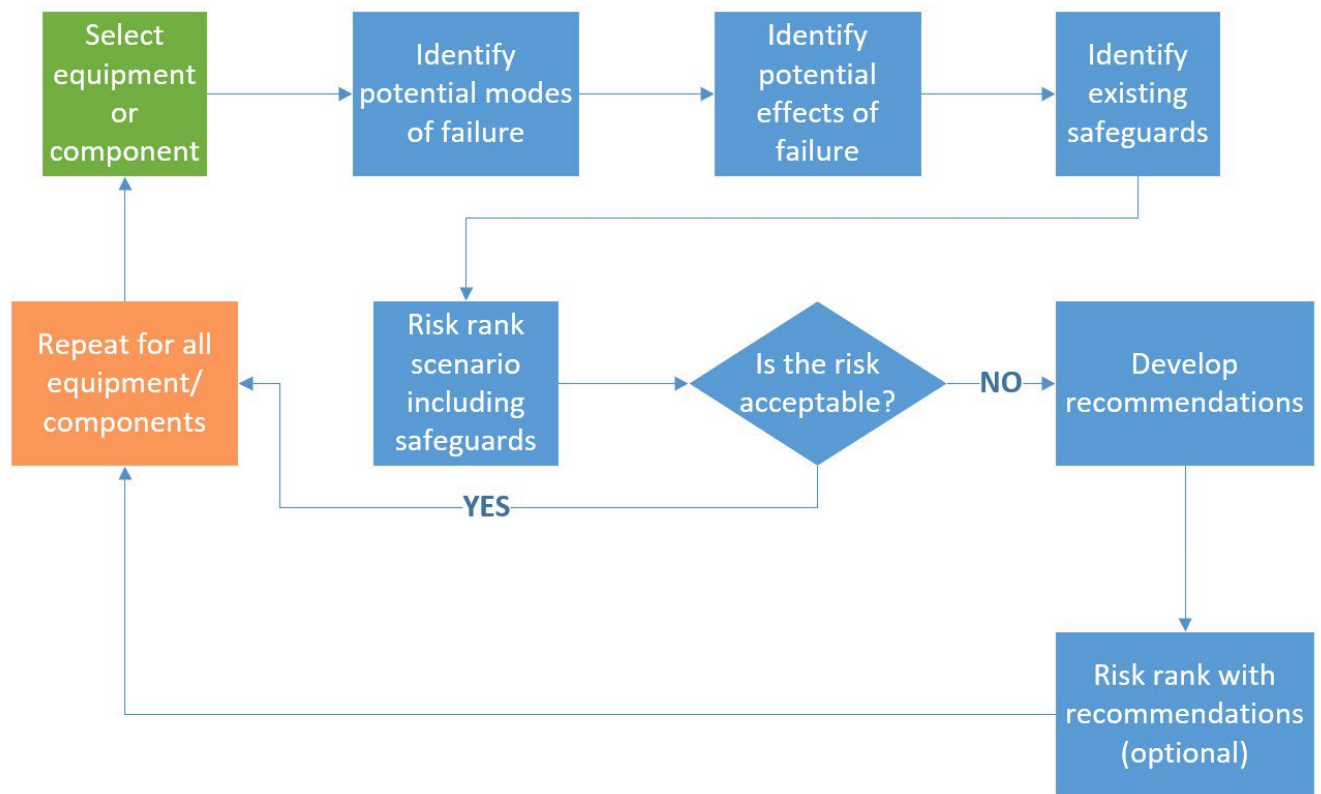 Select
equipment
or
component
Identify
potential modes
of failure
Identify
potential
effects of
failure
Identify
existing
safeguards
Repeat for all
equipment/
components
Risk rank
scenario
including
safeguards
Is the risk
acceptable?
NO
Develop
recommendations
YES
Risk rank with
recommendations
(optional)